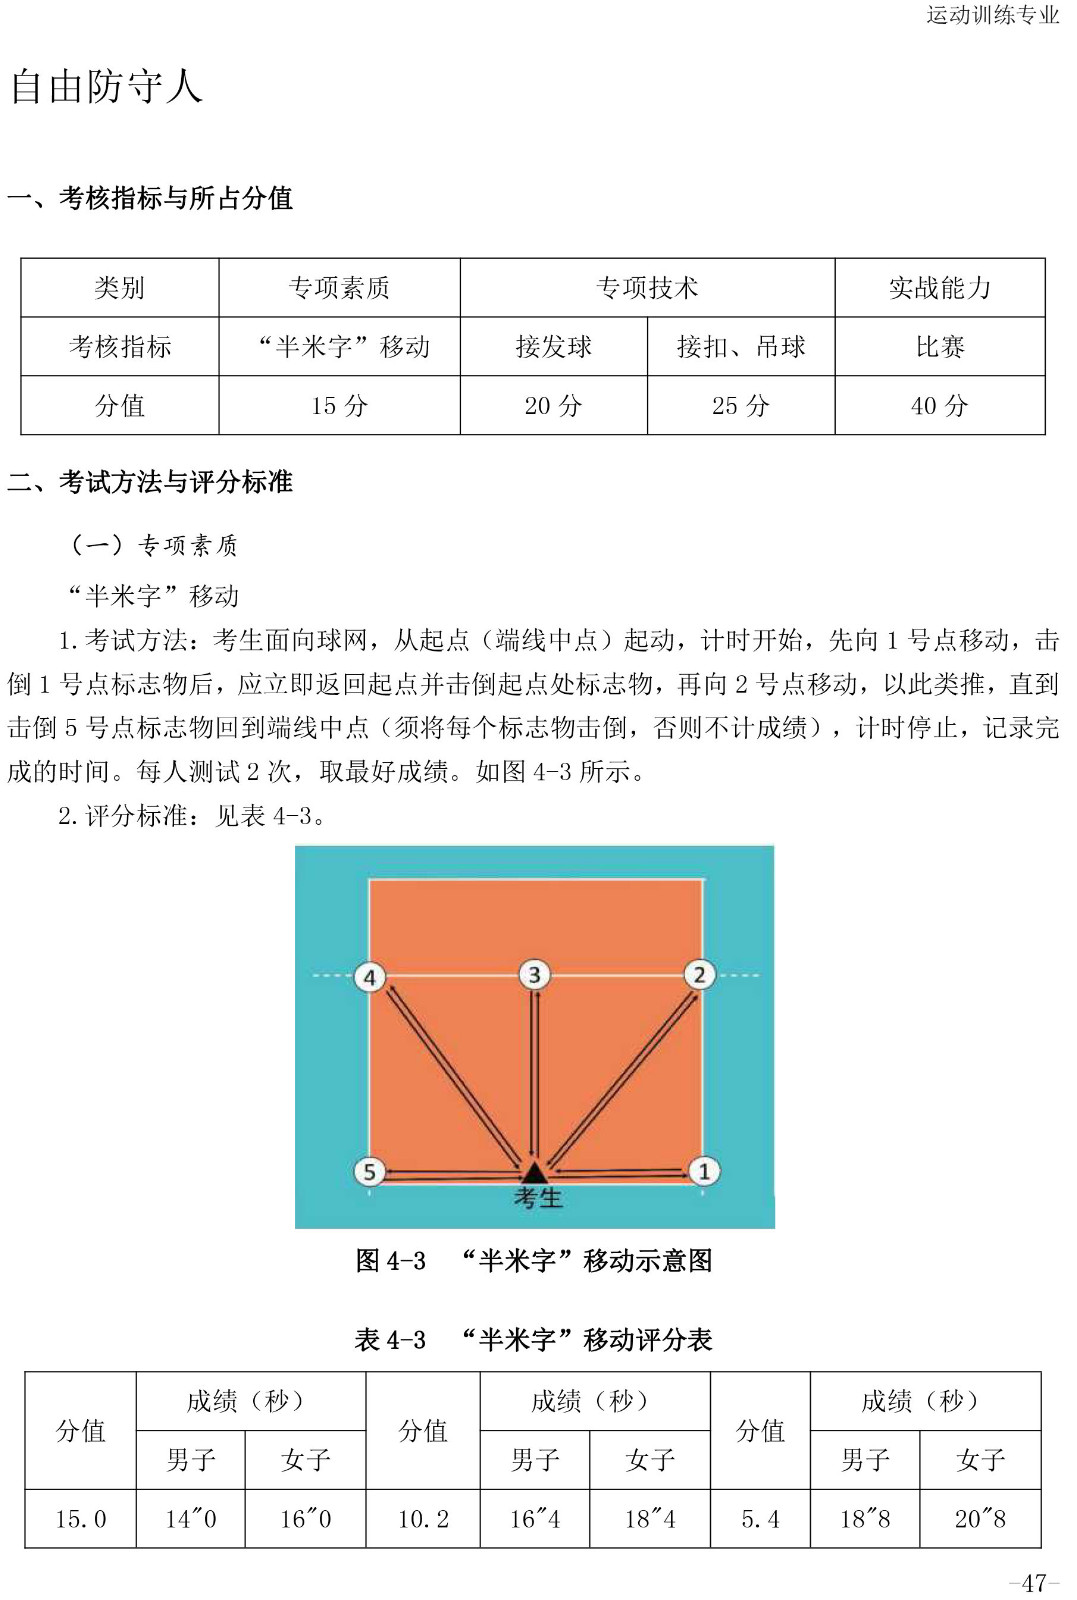 运动训练专业
自由防守人
一、考核指标与所占分值
类别 专项素质 专项技术 实战能力
考核指标 “半米字”移动 接发球 接扣、吊球 比赛
分值 15分 20分 25分 40分
二、考试方法与评分标准
（一）专项素质
“半米字”移动
1.考试方法：考生面向球网，从起点（端线中点）起动，计时开始，先向1号点移动，击
倒1号点标志物后，应立即返回起点并击倒起点处标志物，再向2号点移动，以此类推，直到
击倒5号点标志物回到端线中点（须将每个标志物击倒，否则不计成绩），计时停止，记录完
成的时间。每人测试2次，取最好成绩。如图4-3所示。
2.评分标准：见表4-3。
4 3 2
5 1
考生
图4-3 “半米字”移动示意图
表4-3 “半米字”移动评分表
分值 成绩（秒） 分值 成绩（秒） 分值 成绩（秒）
男子 女子 男子 女子 男子 女子
15.0 14″0 16″0 10.2 16″4 18″4 5.4 18″8 20″8
-47-